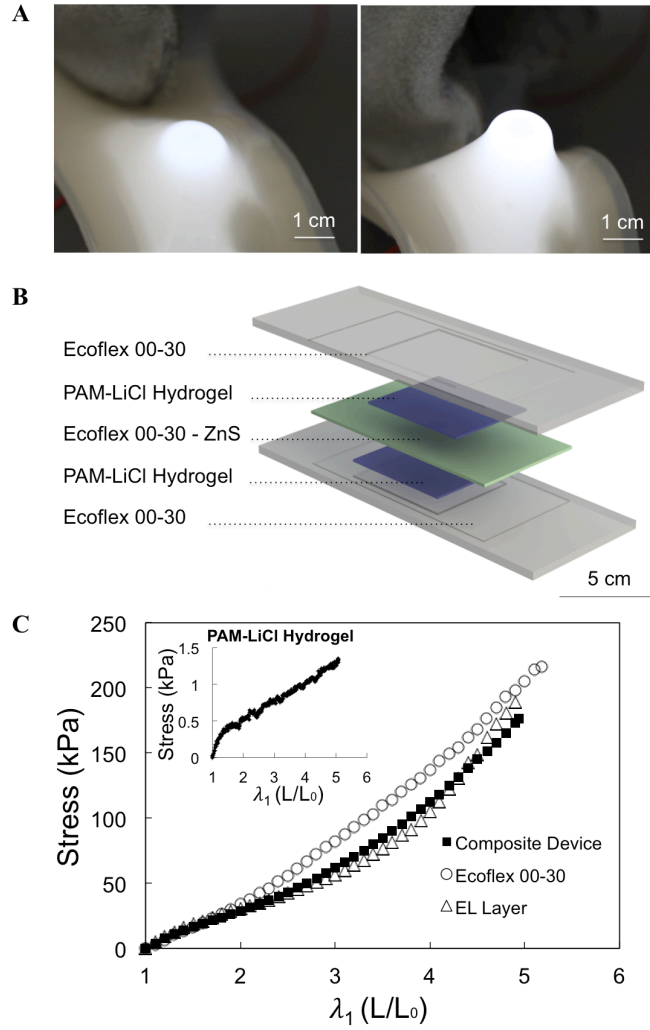 A
1 cm
1 cm
B
Ecoflex 00-30
PAM-LiCl Hydrogel
Ecoflex 00-30 - ZnS
PAM-LiCl Hydrogel
Ecoflex 00-30
5 cm
C
250
200
150
100
50
0
Stress (kPa)
1
2
3
4
5
6
λ₁ (L/L₀)
PAM-LiCl Hydrogel
1.5
1
0.5
0
Stress (kPa)
1 2 3 4 5 6
λ₁ (L/L₀)
Composite Device
Ecoflex 00-30
EL Layer